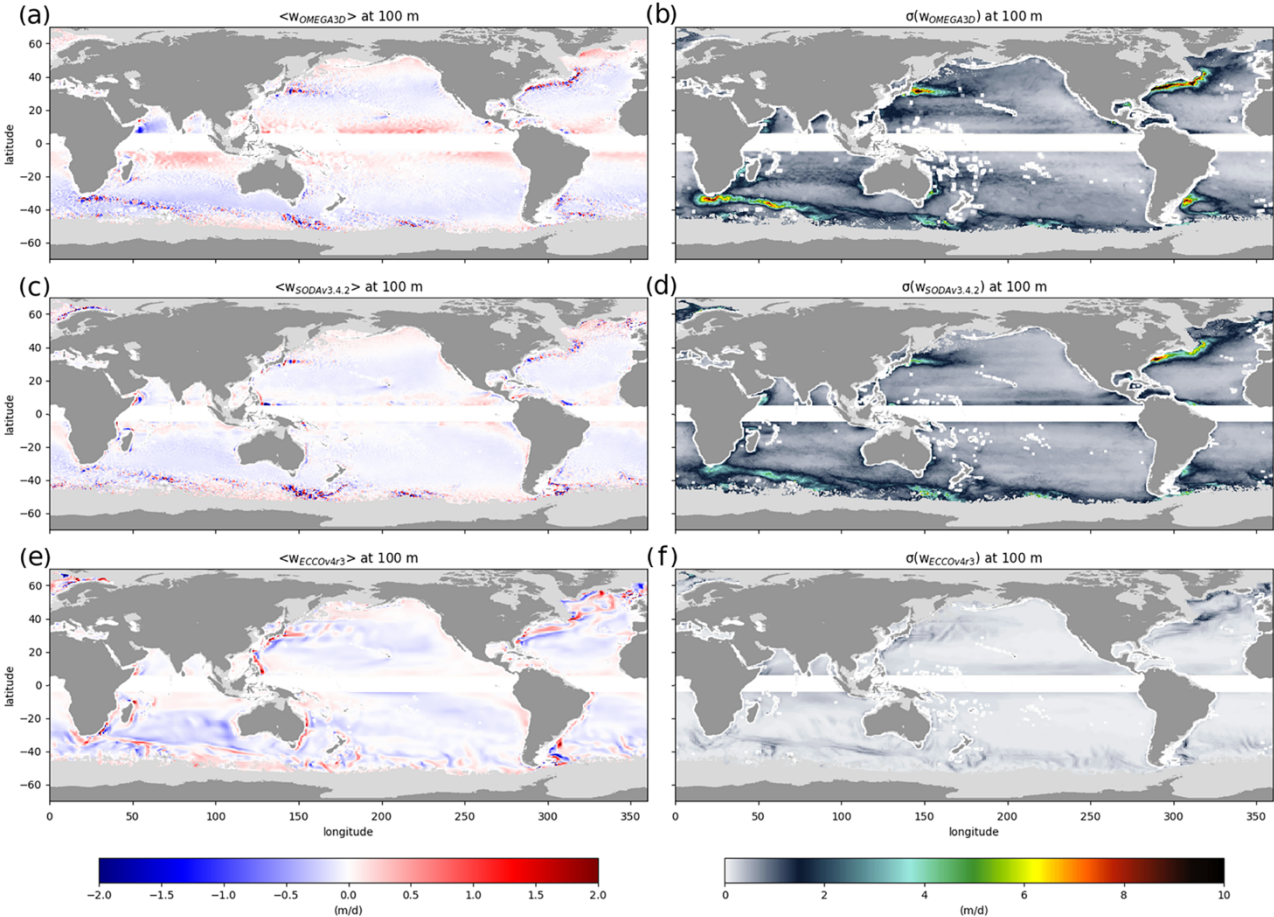 (a) <w_OMEGA3D> at 100 m
(b) σ(w_OMEGA3D) at 100 m
60
40
20
0
−20
−40
−60
latitude
(c) <w_SODAv3.4.2> at 100 m
(d) σ(w_SODAv3.4.2) at 100 m
60
40
20
0
−20
−40
−60
latitude
(e) <w_ECCOv4r3> at 100 m
(f) σ(w_ECCOv4r3) at 100 m
60
40
20
0
−20
−40
−60
latitude
0 50 100 150 200 250 300 350
longitude
0 50 100 150 200 250 300 350
longitude
−2.0 −1.5 −1.0 −0.5 0.0 0.5 1.0 1.5 2.0
(m/d)
0 2 4 6 8 10
(m/d)